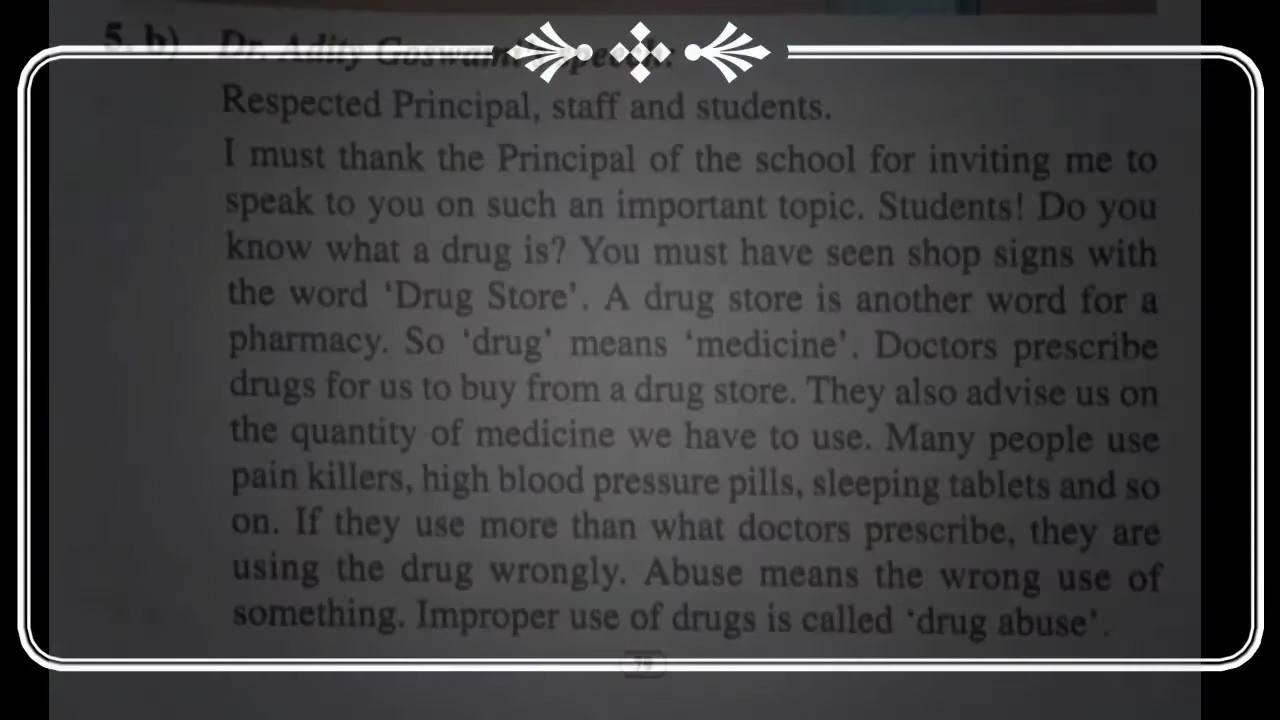 5. b) Dr. Adity Goswami's speech:
Respected Principal, staff and students.
I must thank the Principal of the school for inviting me to
speak to you on such an important topic. Students! Do you
know what a drug is? You must have seen shop signs with
the word ‘Drug Store’. A drug store is another word for a
pharmacy. So ‘drug’ means ‘medicine’. Doctors prescribe
drugs for us to buy from a drug store. They also advise us on
the quantity of medicine we have to use. Many people use
pain killers, high blood pressure pills, sleeping tablets and so
on. If they use more than what doctors prescribe, they are
using the drug wrongly. Abuse means the wrong use of
something. Improper use of drugs is called ‘drug abuse’.
79